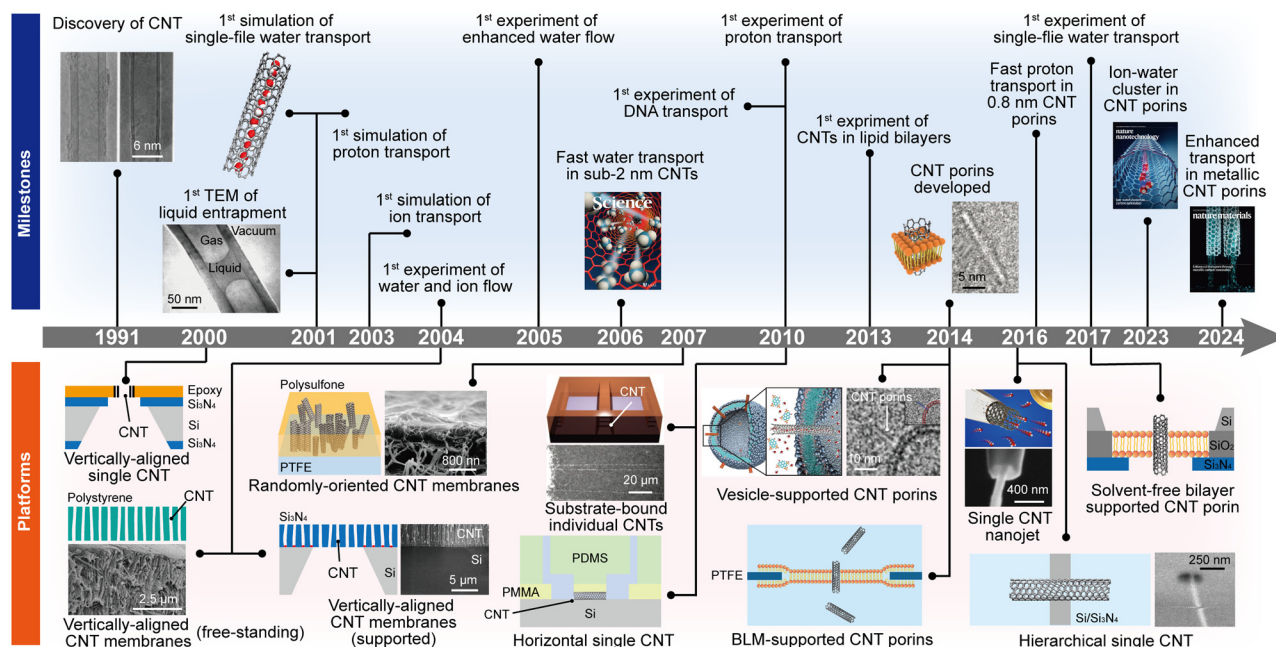 Milestones
Discovery of CNT
6 nm
1st simulation of
single-file water transport
1st simulation of
proton transport
1st TEM of
liquid entrapment
Vacuum
Gas
Liquid
50 nm
1st simulation of
ion transport
1st experiment of
water and ion flow
1st experiment of
enhanced water flow
Fast water transport
in sub-2 nm CNTs
Science
1st experiment of
proton transport
1st experiment of
DNA transport
1st expriment of
CNTs in lipid bilayers
CNT porins
developed
5 nm
1st experiment of
single-file water transport
Fast proton
transport in
0.8 nm CNT
porins
Ion-water
cluster in
CNT porins
nature
nanotechnology
Enhanced
transport
in metallic
CNT porins
nature materials
1991
2000
2001
2003
2004
2005
2006
2007
2010
2013
2014
2016
2017
2023
2024
Platforms
Epoxy
Si3N4
CNT
Si
Si3N4
Vertically-aligned
single CNT
Polystyrene
CNT
2.5 µm
Vertically-aligned
CNT membranes
(free-standing)
Polysulfone
PTFE
800 nm
Randomly-oriented CNT membranes
Si3N4
CNT
Si
CNT
Si
5 µm
Vertically-aligned
CNT membranes
(supported)
CNT
20 µm
Substrate-bound
individual CNTs
PDMS
PMMA
CNT
Si
Horizontal single CNT
CNT porins
10 nm
Vesicle-supported CNT porins
PTFE
BLM-supported CNT porins
400 nm
Single CNT
nanojet
Si
SiO2
Si3N4
Solvent-free bilayer
supported CNT porin
Si/Si3N4
250 nm
Hierarchical single CNT